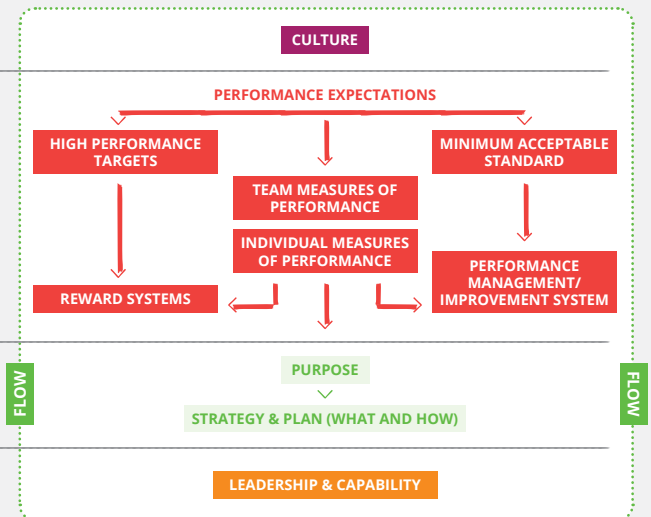 CULTURE
PERFORMANCE EXPECTATIONS
HIGH PERFORMANCE
TARGETS
MINIMUM ACCEPTABLE
STANDARD
TEAM MEASURES OF
PERFORMANCE
INDIVIDUAL MEASURES
OF PERFORMANCE
REWARD SYSTEMS
PERFORMANCE
MANAGEMENT/
IMPROVEMENT SYSTEM
FLOW
PURPOSE
FLOW
STRATEGY & PLAN (WHAT AND HOW)
LEADERSHIP & CAPABILITY